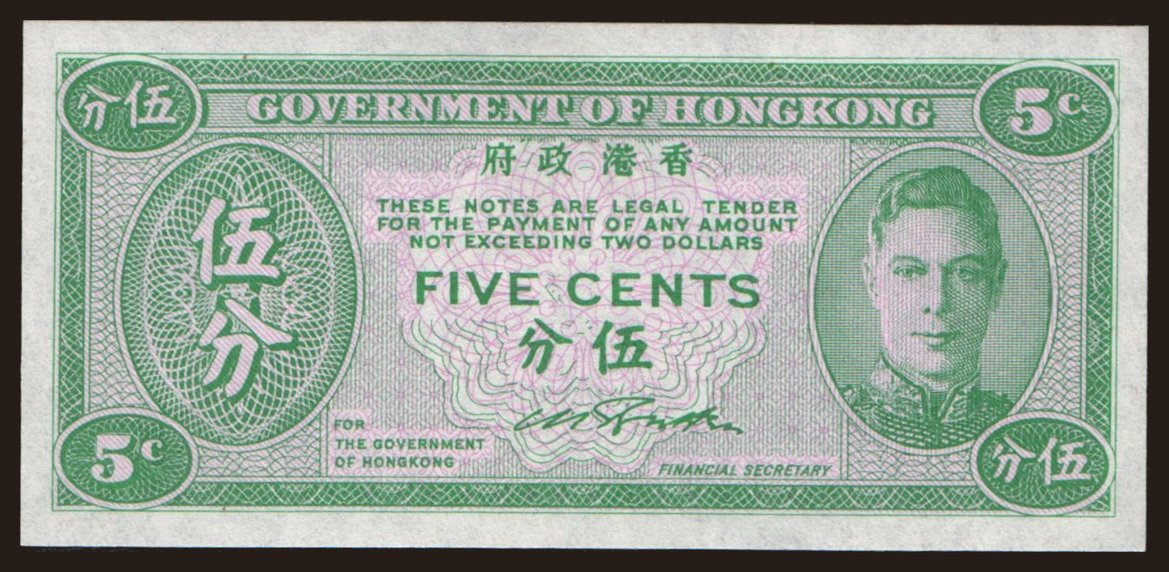 分伍
GOVERNMENT OF HONGKONG
5c
府政港香
THESE NOTES ARE LEGAL TENDER
FOR THE PAYMENT OF ANY AMOUNT
NOT EXCEEDING TWO DOLLARS
伍分
FIVE CENTS
分伍
FOR
THE GOVERNMENT
OF HONGKONG
FINANCIAL SECRETARY
5c
分伍